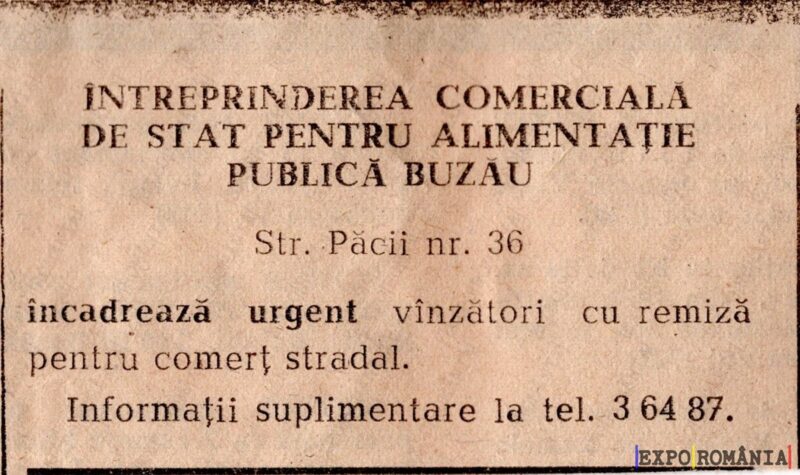 ÎNTREPRINDEREA COMERCIALĂ
DE STAT PENTRU ALIMENTAȚIE
PUBLICĂ BUZĂU
Str. Păcii nr. 36
încadrează urgent vînzători cu remiză
pentru comerț stradal.
Informații suplimentare la tel. 3 64 87.
EXPO ROMÂNIA